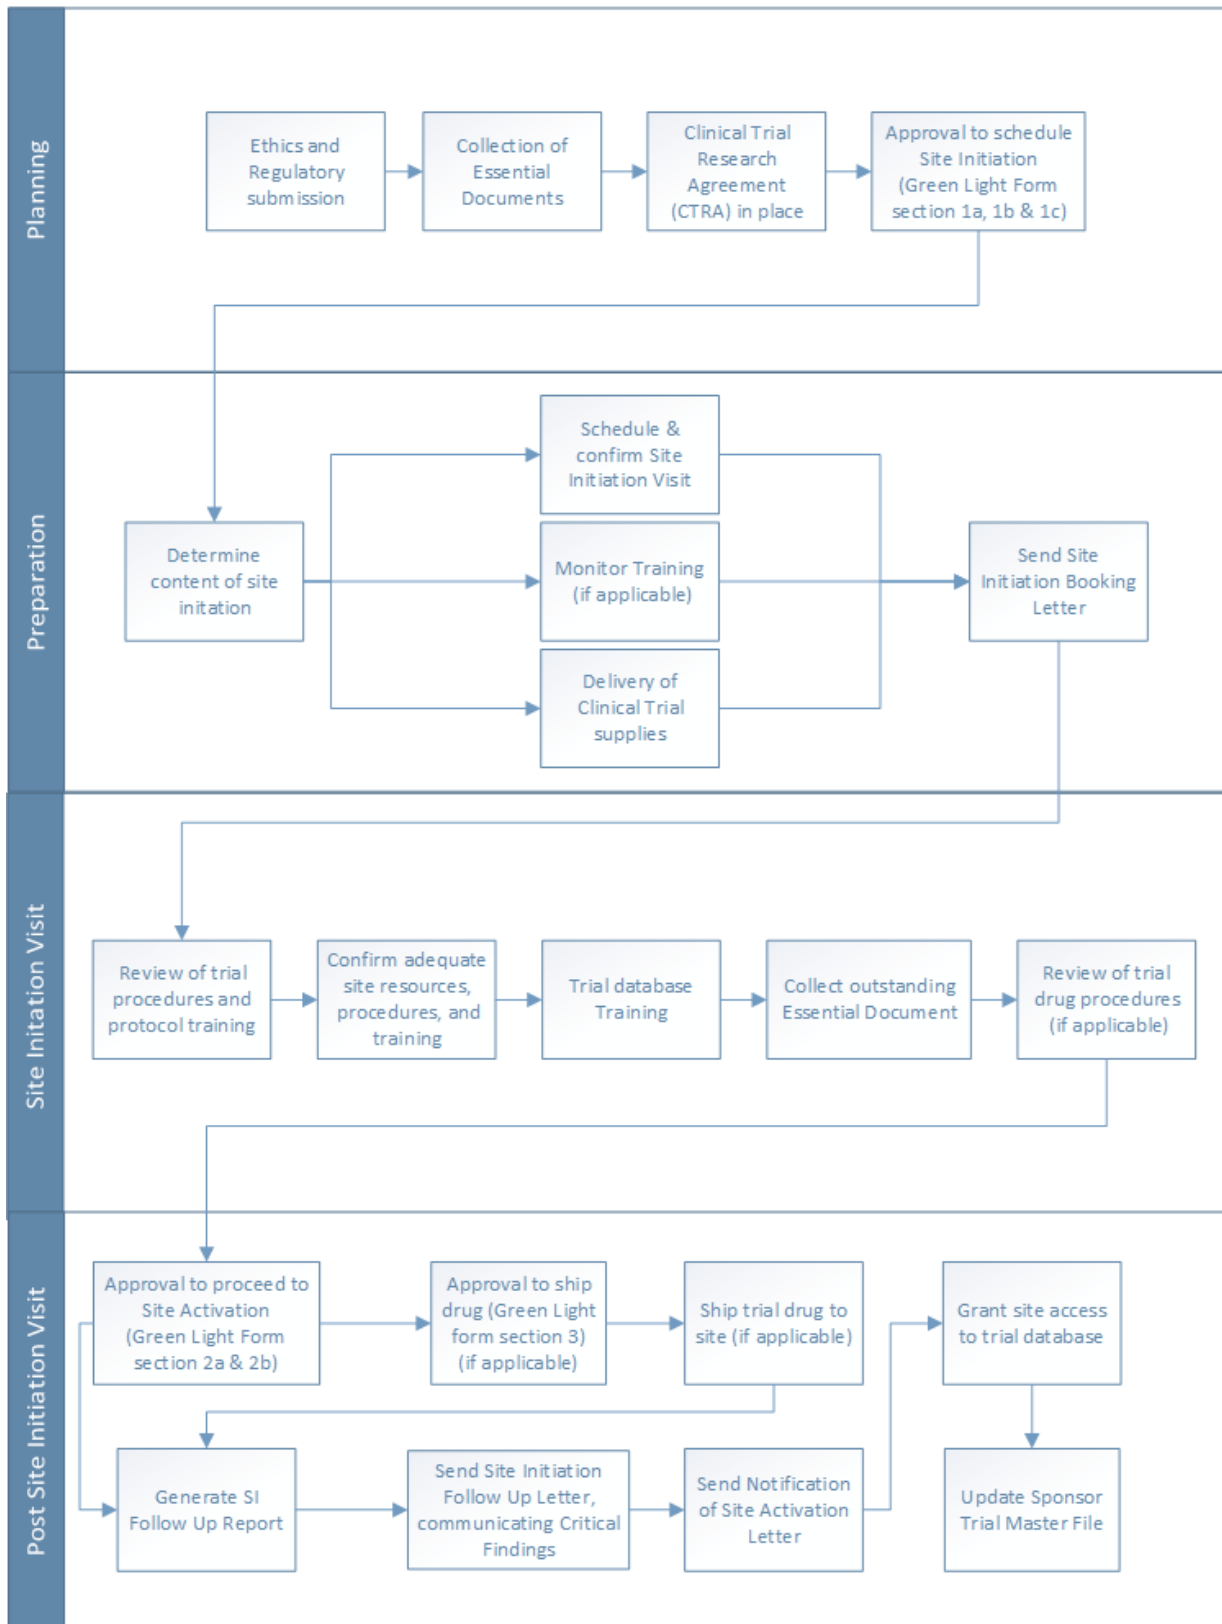 Planning
Ethics and
Regulatory
submission
Collection of
Essential
Documents
Clinical Trial
Research
Agreement
(CTRA) in place
Approval to schedule
Site Initiation
(Green Light Form
section 1a, 1b & 1c)
Preparation
Determine
content of site
initation
Schedule &
confirm Site
Initiation Visit
Monitor Training
(if applicable)
Delivery of
Clinical Trial
supplies
Send Site
Initiation Booking
Letter
Site Initation Visit
Review of trial
procedures and
protocol training
Confirm adequate
site resources,
procedures, and
training
Trial database
Training
Collect outstanding
Essential Document
Review of trial
drug procedures
(if applicable)
Post Site Initiation Visit
Approval to proceed to
Site Activation
(Green Light Form
section 2a & 2b)
Approval to ship
drug (Green Light
form section 3)
(if applicable)
Ship trial drug to
site (if applicable)
Grant site access
to trial database
Generate SI
Follow Up Report
Send Site Initiation
Follow Up Letter,
communicating Critical
Findings
Send Notification
of Site Activation
Letter
Update Sponsor
Trial Master File